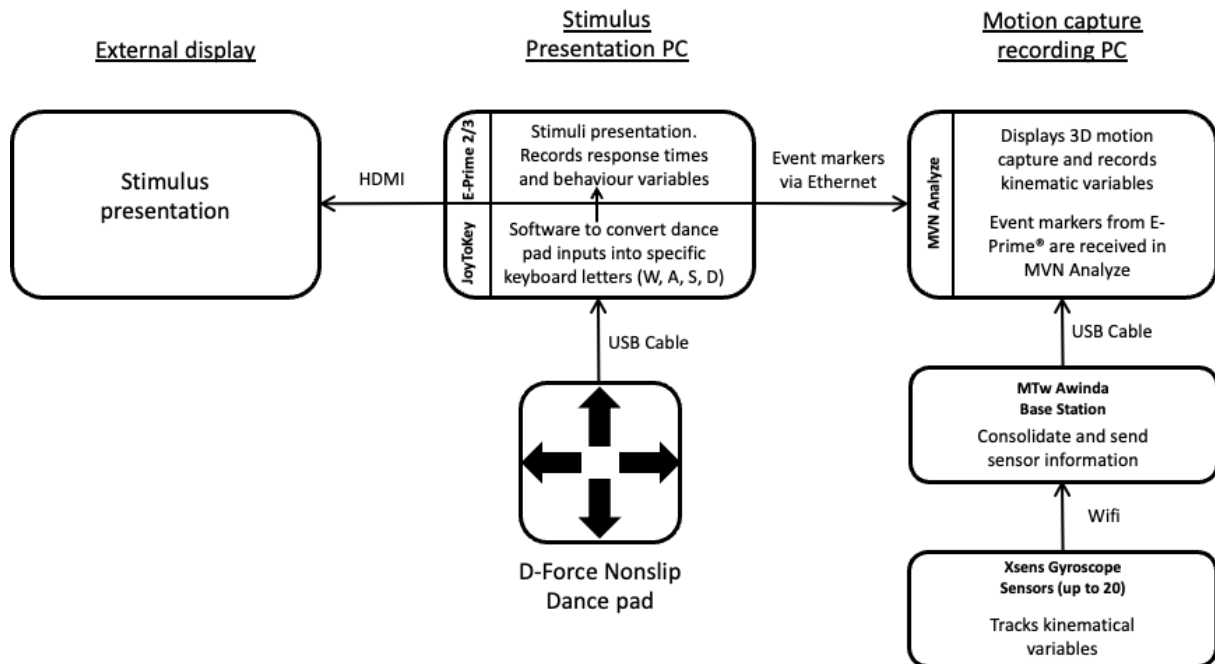 External display
Stimulus
Presentation PC
Motion capture
recording PC
Stimulus
presentation
HDMI
E-Prime 2/3
Stimuli presentation.
Records response times
and behaviour variables
JoyToKey
Software to convert dance
pad inputs into specific
keyboard letters (W, A, S, D)
Event markers
via Ethernet
MVN Analyze
Displays 3D motion
capture and records
kinematic variables
Event markers from E-
Prime® are received in
MVN Analyze
USB Cable
D-Force Nonslip
Dance pad
USB Cable
MTw Awinda
Base Station
Consolidate and send
sensor information
Wifi
Xsens Gyroscope
Sensors (up to 20)
Tracks kinematical
variables